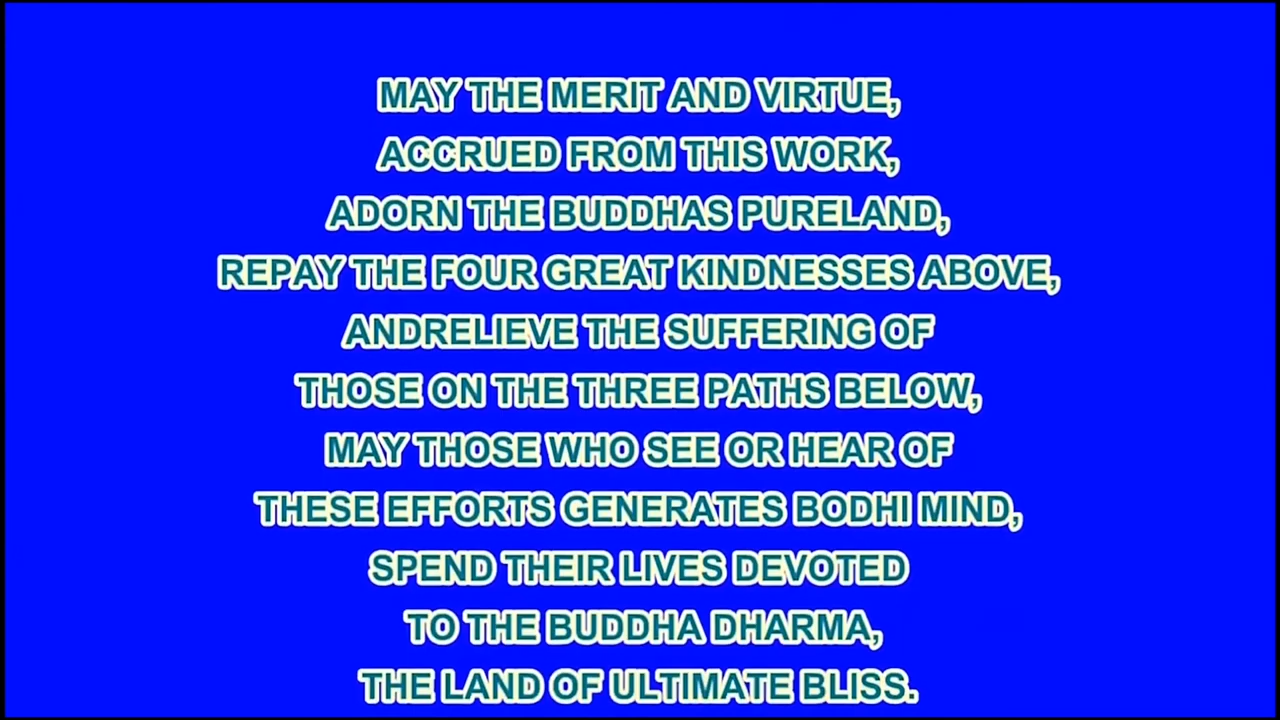 MAY THE MERIT AND VIRTUE,
ACCRUED FROM THIS WORK,
ADORN THE BUDDHAS PURELAND,
REPAY THE FOUR GREAT KINDNESSES ABOVE,
ANDRELIEVE THE SUFFERING OF
THOSE ON THE THREE PATHS BELOW,
MAY THOSE WHO SEE OR HEAR OF
THESE EFFORTS GENERATES BODHI MIND,
SPEND THEIR LIVES DEVOTED
TO THE BUDDHA DHARMA,
THE LAND OF ULTIMATE BLISS.